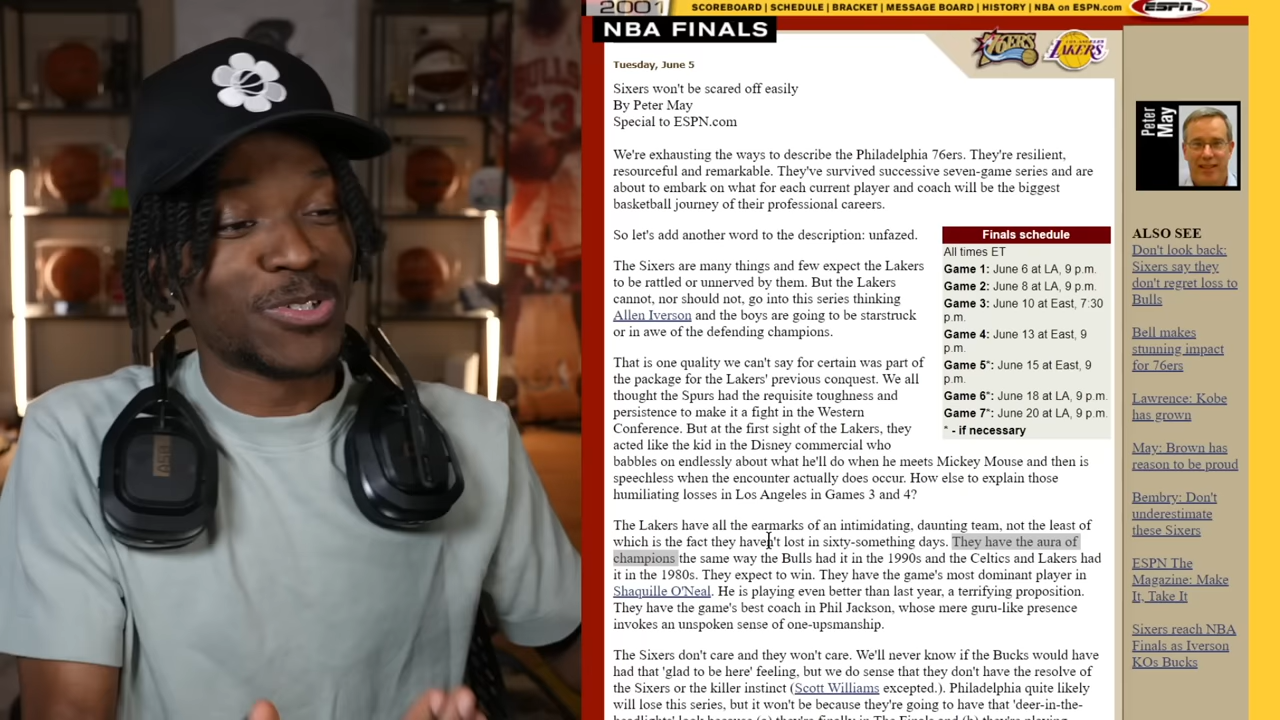 2001
SCOREBOARD | SCHEDULE | BRACKET | MESSAGE BOARD | HISTORY | NBA on ESPN.com
NBA FINALS
76ERS
LOS ANGELES
LAKERS
Tuesday, June 5
Sixers won't be scared off easily
By Peter May
Special to ESPN.com
We're exhausting the ways to describe the Philadelphia 76ers. They're resilient,
resourceful and remarkable. They've survived successive seven-game series and are
about to embark on what for each current player and coach will be the biggest
basketball journey of their professional careers.
So let's add another word to the description: unfazed.
The Sixers are many things and few expect the Lakers
to be rattled or unnerved by them. But the Lakers
cannot, nor should not, go into this series thinking
Allen Iverson and the boys are going to be starstruck
or in awe of the defending champions.
That is one quality we can't say for certain was part of
the package for the Lakers' previous conquest. We all
thought the Spurs had the requisite toughness and
persistence to make it a fight in the Western
Conference. But at the first sight of the Lakers, they
acted like the kid in the Disney commercial who
babbles on endlessly about what he'll do when he meets Mickey Mouse and then is
speechless when the encounter actually does occur. How else to explain those
humiliating losses in Los Angeles in Games 3 and 4?
The Lakers have all the earmarks of an intimidating, daunting team, not the least of
which is the fact they haven't lost in sixty-something days. They have the aura of
champions the same way the Bulls had it in the 1990s and the Celtics and Lakers had
it in the 1980s. They expect to win. They have the game's most dominant player in
Shaquille O'Neal. He is playing even better than last year, a terrifying proposition.
They have the game's best coach in Phil Jackson, whose mere guru-like presence
invokes an unspoken sense of one-upsmanship.
The Sixers don't care and they won't care. We'll never know if the Bucks would have
had that 'glad to be here' feeling, but we do sense that they don't have the resolve of
the Sixers or the killer instinct (Scott Williams excepted.). Philadelphia quite likely
will lose this series, but it won't be because they're going to have that 'deer-in-the-
headlights' look because (a) they're finally in The Finals and (b) they're playing
Finals schedule
All times ET
Game 1: June 6 at LA, 9 p.m.
Game 2: June 8 at LA, 9 p.m.
Game 3: June 10 at East, 7:30
p.m.
Game 4: June 13 at East, 9
p.m.
Game 5*: June 15 at East, 9
p.m.
Game 6*: June 18 at LA, 9 p.m.
Game 7*: June 20 at LA, 9 p.m.
* - if necessary
ESPN.com
Peter
May
ALSO SEE
Don't look back:
Sixers say they
don't regret loss to
Bulls
Bell makes
stunning impact
for 76ers
Lawrence: Kobe
has grown
May: Brown has
reason to be proud
Bembry: Don't
underestimate
these Sixers
ESPN The
Magazine: Make
It, Take It
Sixers reach NBA
Finals as Iverson
KOs Bucks
BULLS
23
A50